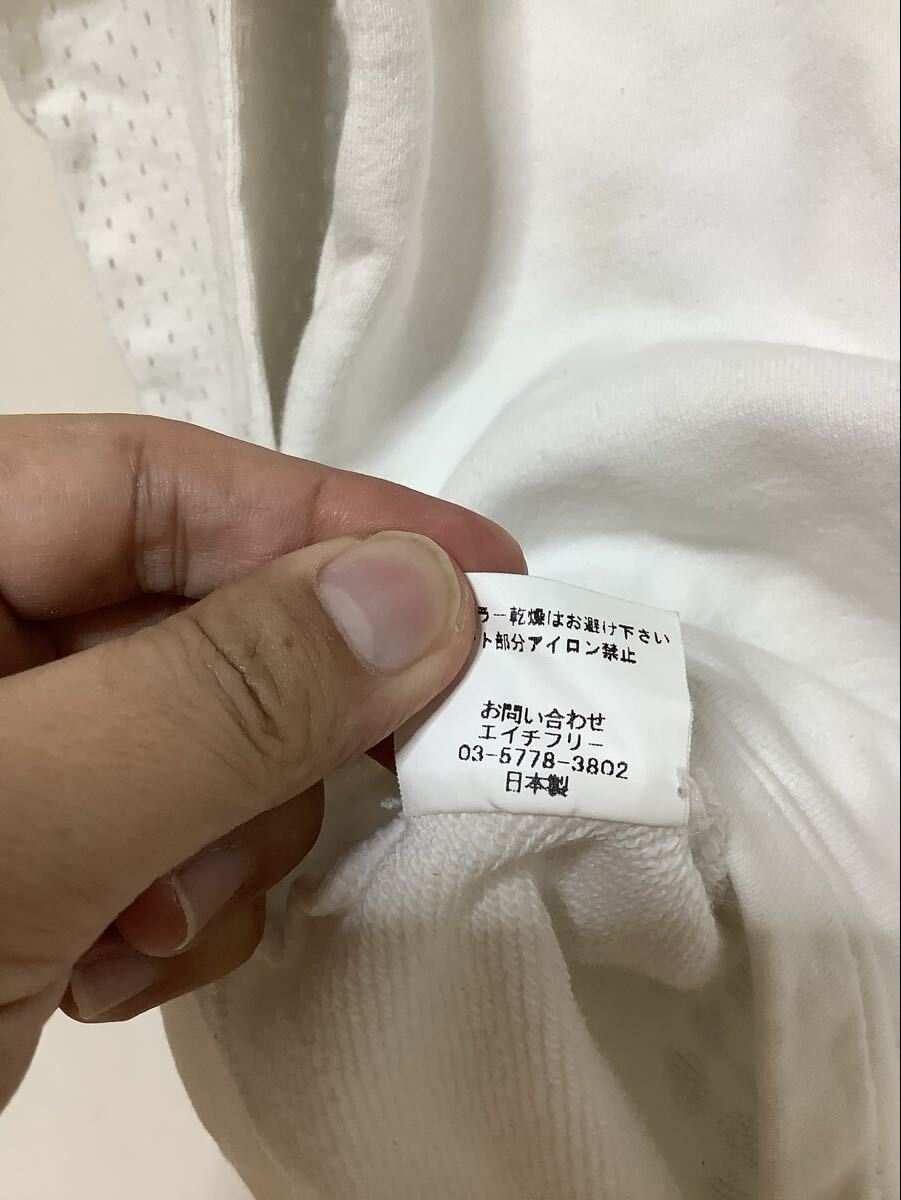 ラー乾燥はお避け下さい
ト部分アイロン禁止
お問い合わせ
エイチフリー
03-5778-3802
日本製